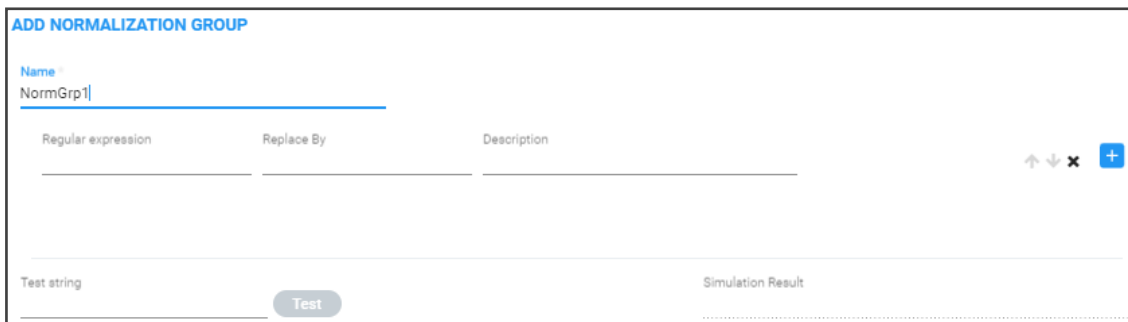 ADD NORMALIZATION GROUP
Name *
NormGrp1
Regular expression Replace By Description
Test string Simulation Result
Test